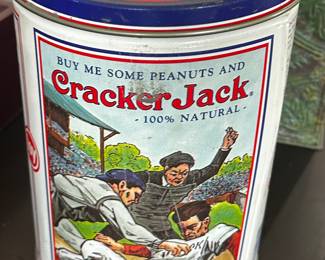 BUY ME SOME PEANUTS AND
Cracker Jack®
- 100% NATURAL -